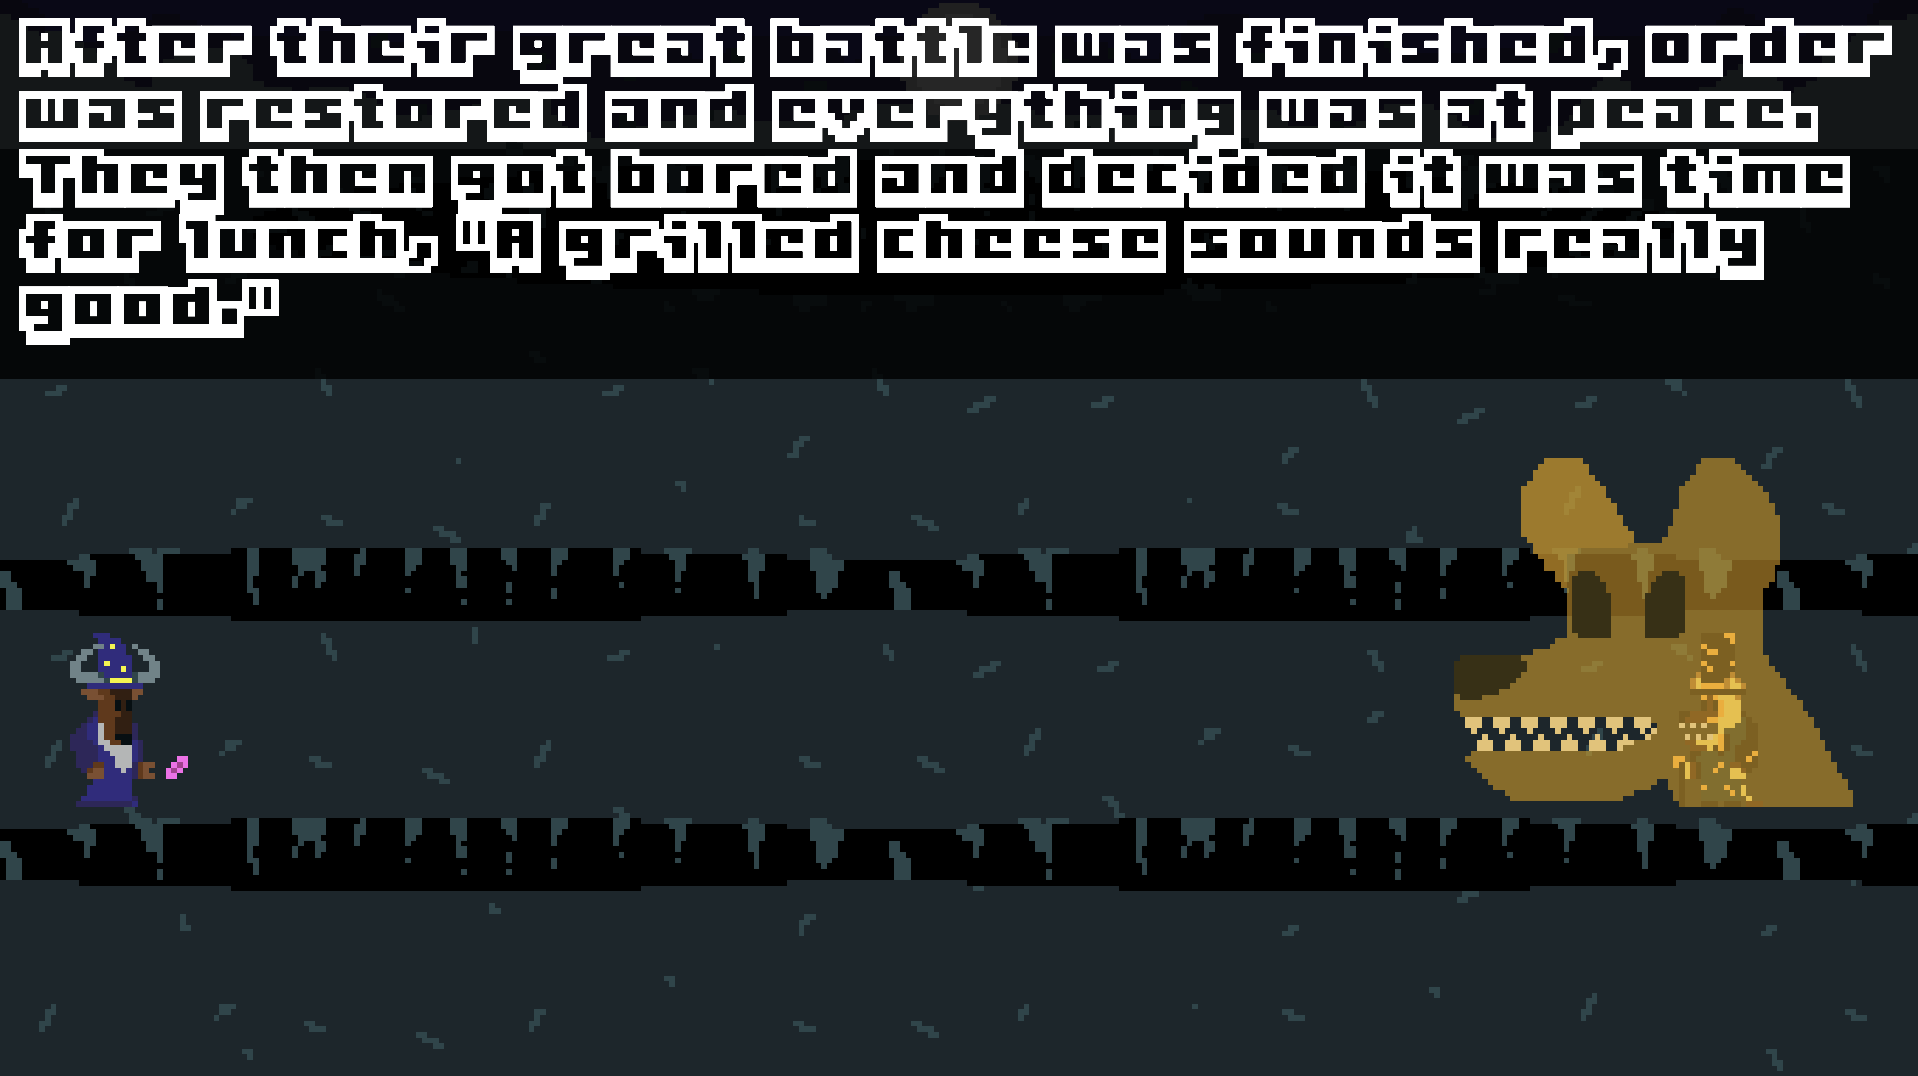 After their great battle was finished, order
was restored and everything was at peace.
They then got bored and decided it was time
for lunch, "A grilled cheese sounds really
good."